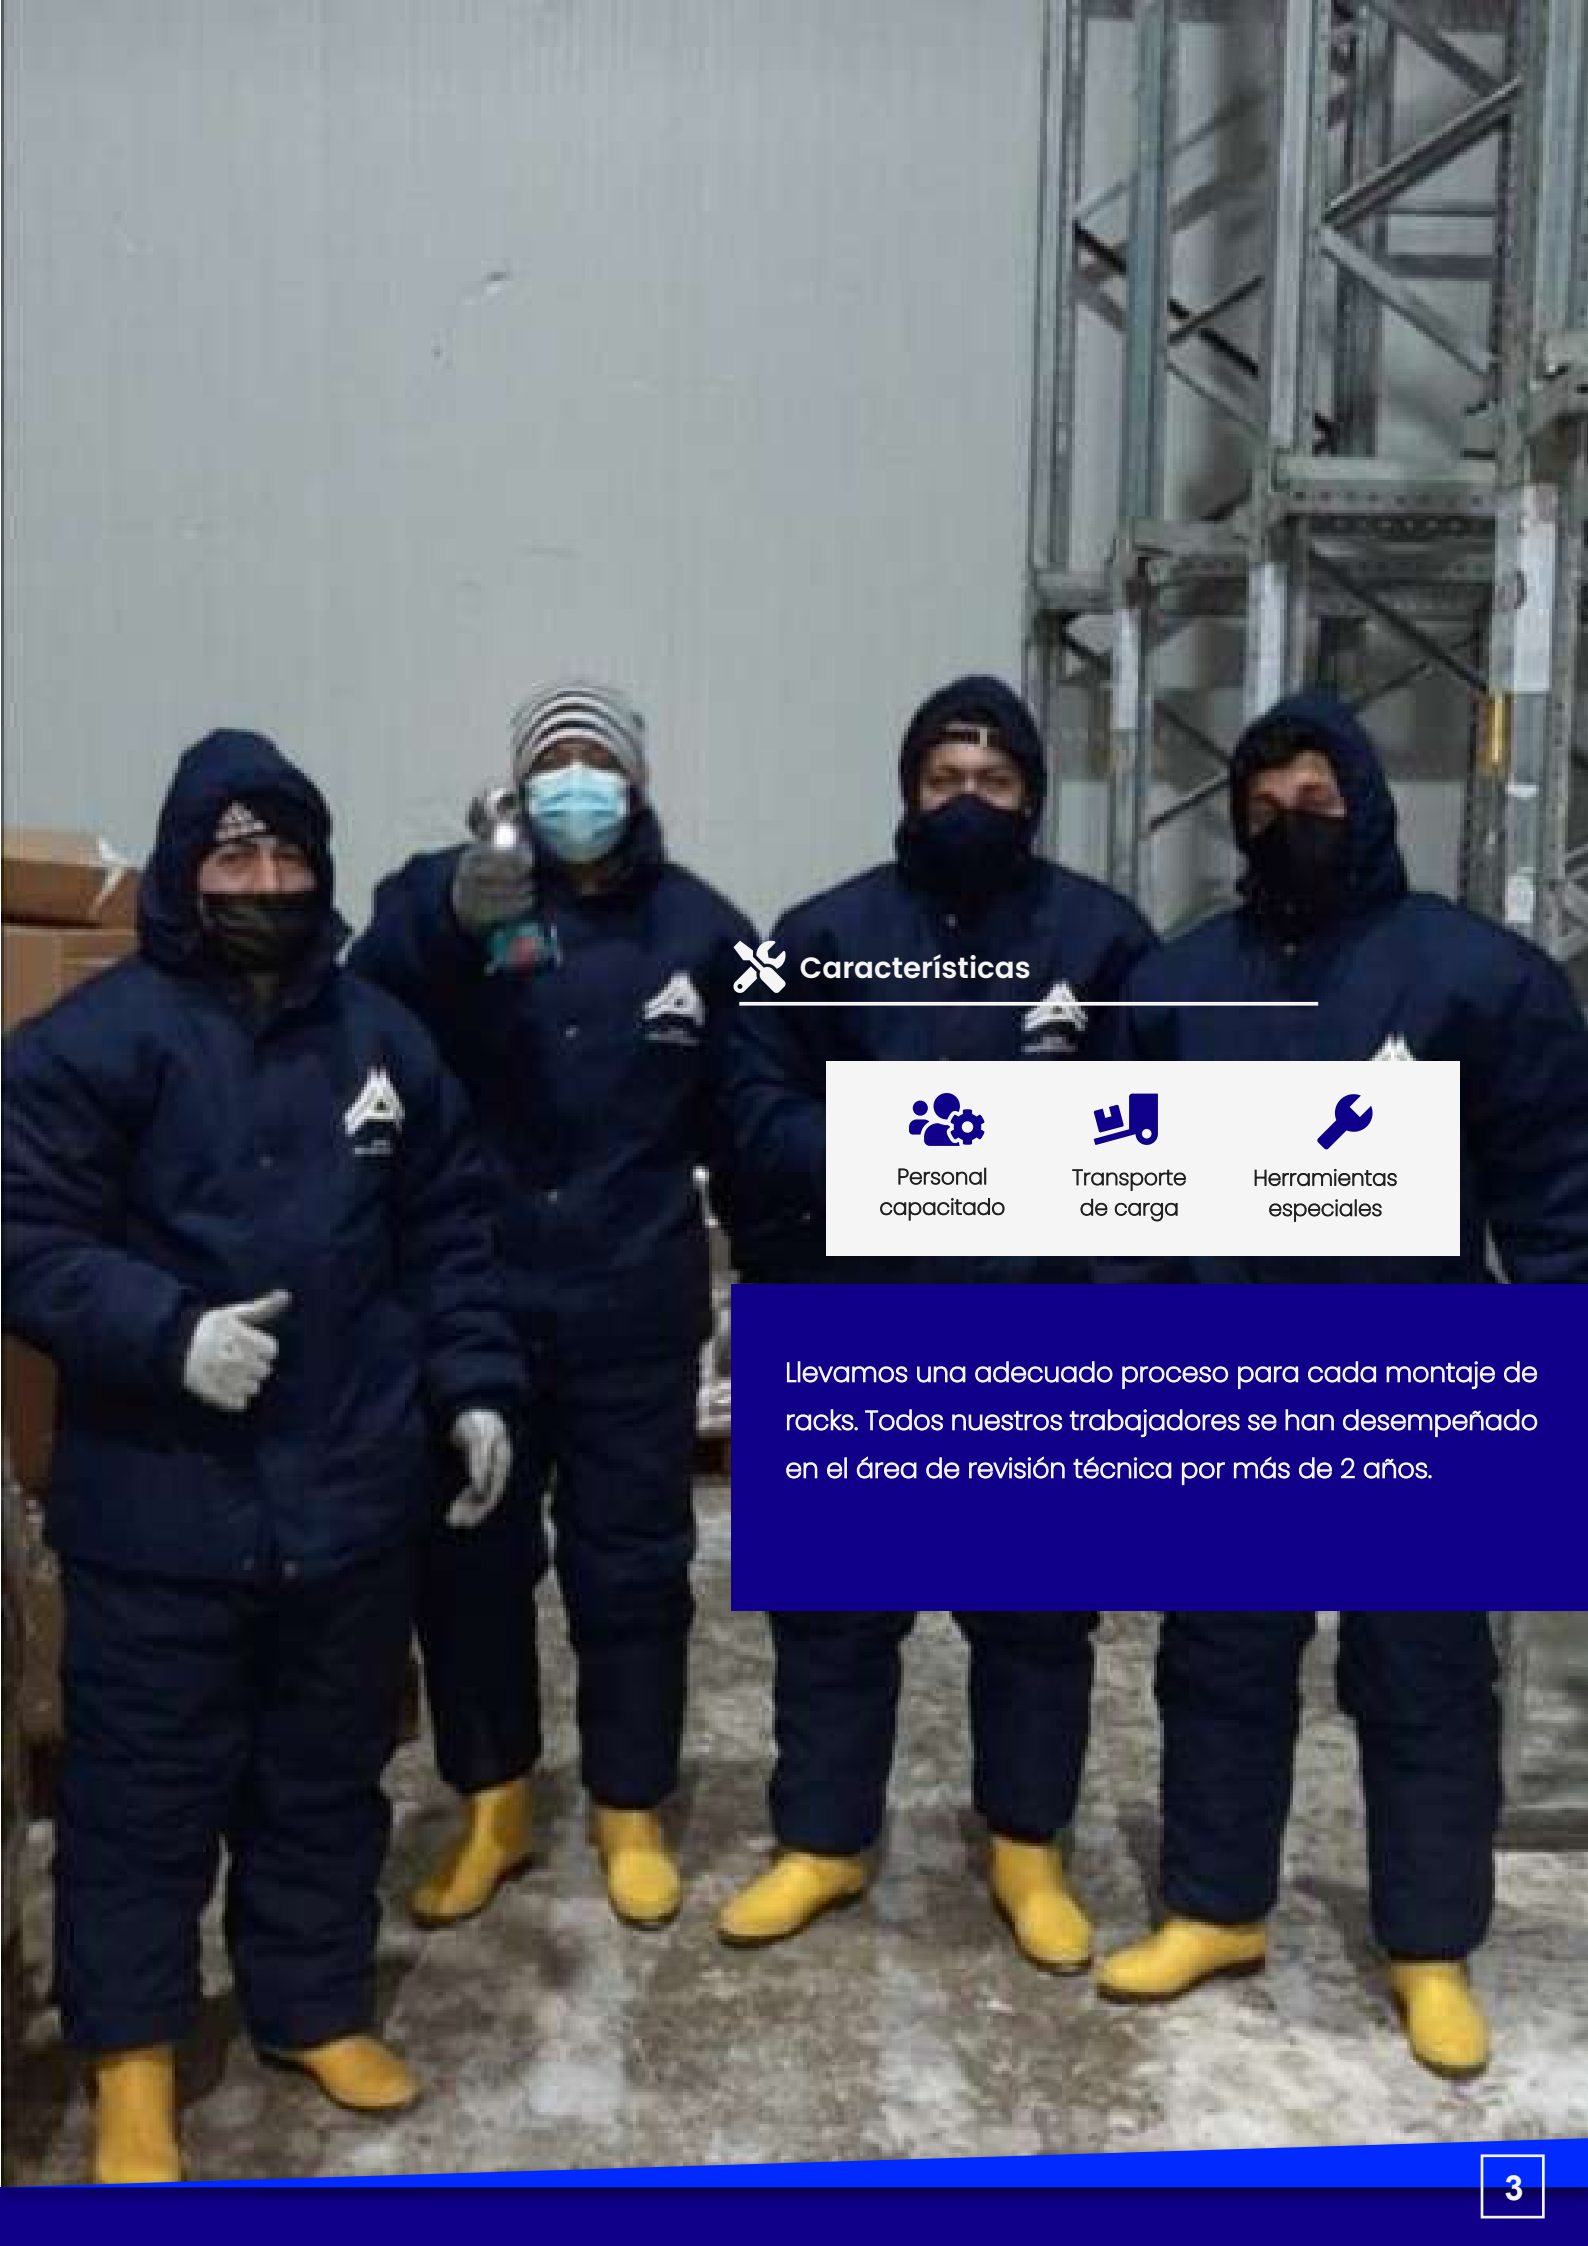 Características
Personal
capacitado
Transporte
de carga
Herramientas
especiales
Llevamos una adecuado proceso para cada montaje de
racks. Todos nuestros trabajadores se han desempeñado
en el área de revisión técnica por más de 2 años.
3